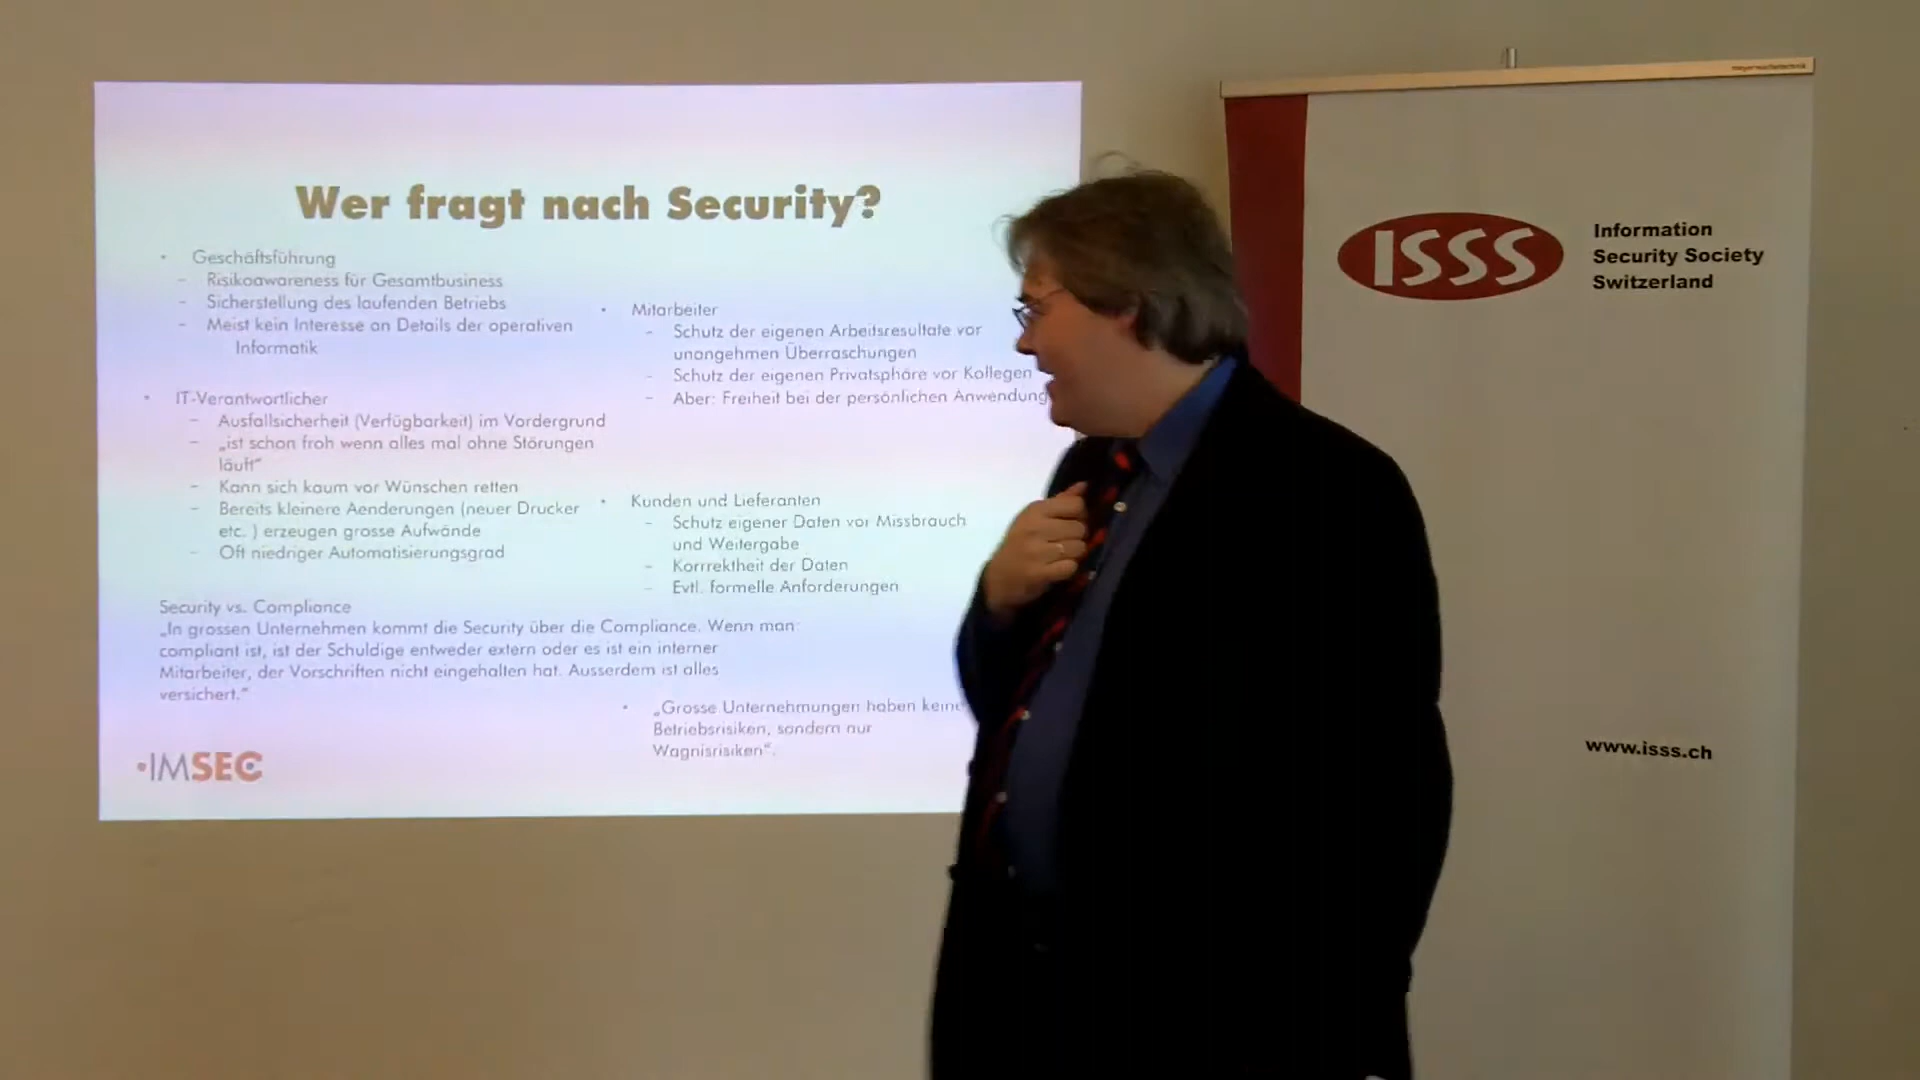 Wer fragt nach Security?
• Geschäftsführung
- Risikoawareness für Gesamtbusiness
- Sicherstellung des laufenden Betriebs
- Meist kein Interesse an Details der operativen
Informatik
• IT-Verantwortlicher
- Ausfallsicherheit (Verfügbarkeit) im Vordergrund
- „ist schon froh wenn alles mal ohne Störungen
läuft“
- Kann sich kaum vor Wünschen retten
- Bereits kleinere Aenderungen (neuer Drucker
etc. ) erzeugen grosse Aufwände
- Oft niedriger Automatisierungsgrad
• Mitarbeiter
- Schutz der eigenen Arbeitsresultate vor
unangehmen Überraschungen
- Schutz der eigenen Privatsphäre vor Kollegen
- Aber: Freiheit bei der persönlichen Anwendung
• Kunden und Lieferanten
- Schutz eigener Daten vor Missbrauch
und Weitergabe
- Korrrektheit der Daten
- Evtl. formelle Anforderungen
Security vs. Compliance
„In grossen Unternehmen kommt die Security über die Compliance. Wenn man
compliant ist, ist der Schuldige entweder extern oder es ist ein interner
Mitarbeiter, der Vorschriften nicht eingehalten hat. Ausserdem ist alles
versichert.“
• „Grosse Unternehmungen haben keine
Betriebsrisiken, sondern nur
Wagnisrisiken“.
•IMSEC
ISSS
Information
Security Society
Switzerland
www.isss.ch